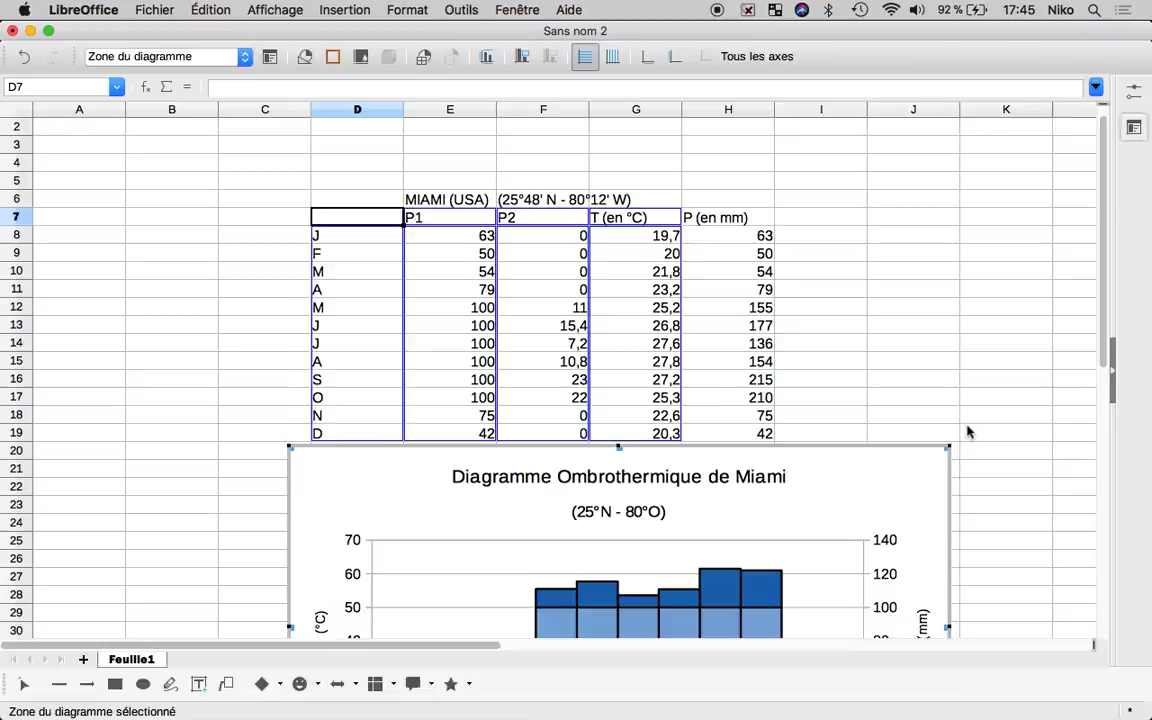 LibreOffice Fichier Édition Affichage Insertion Format Outils Fenêtre Aide 92 % 17:45 Niko
Sans nom 2
Zone du diagramme Tous les axes
D7
A B C D E F G H I J K
2
3
4
5
6 MIAMI (USA) (25°48' N - 80°12' W)
7 P1 P2 T (en °C) P (en mm)
8 J 63 0 19,7 63
9 F 50 0 20 50
10 M 54 0 21,8 54
11 A 79 0 23,2 79
12 M 100 11 25,2 155
13 J 100 15,4 26,8 177
14 J 100 7,2 27,6 136
15 A 100 10,8 27,8 154
16 S 100 23 27,2 215
17 O 100 22 25,3 210
18 N 75 0 22,6 75
19 D 42 0 20,3 42
20
21
22 Diagramme Ombrothermique de Miami
23
24 (25°N - 80°O)
25 70 140
26
27 60 120
28
29 50 100
30 (°C) (mm)
Feuille1
Zone du diagramme sélectionné